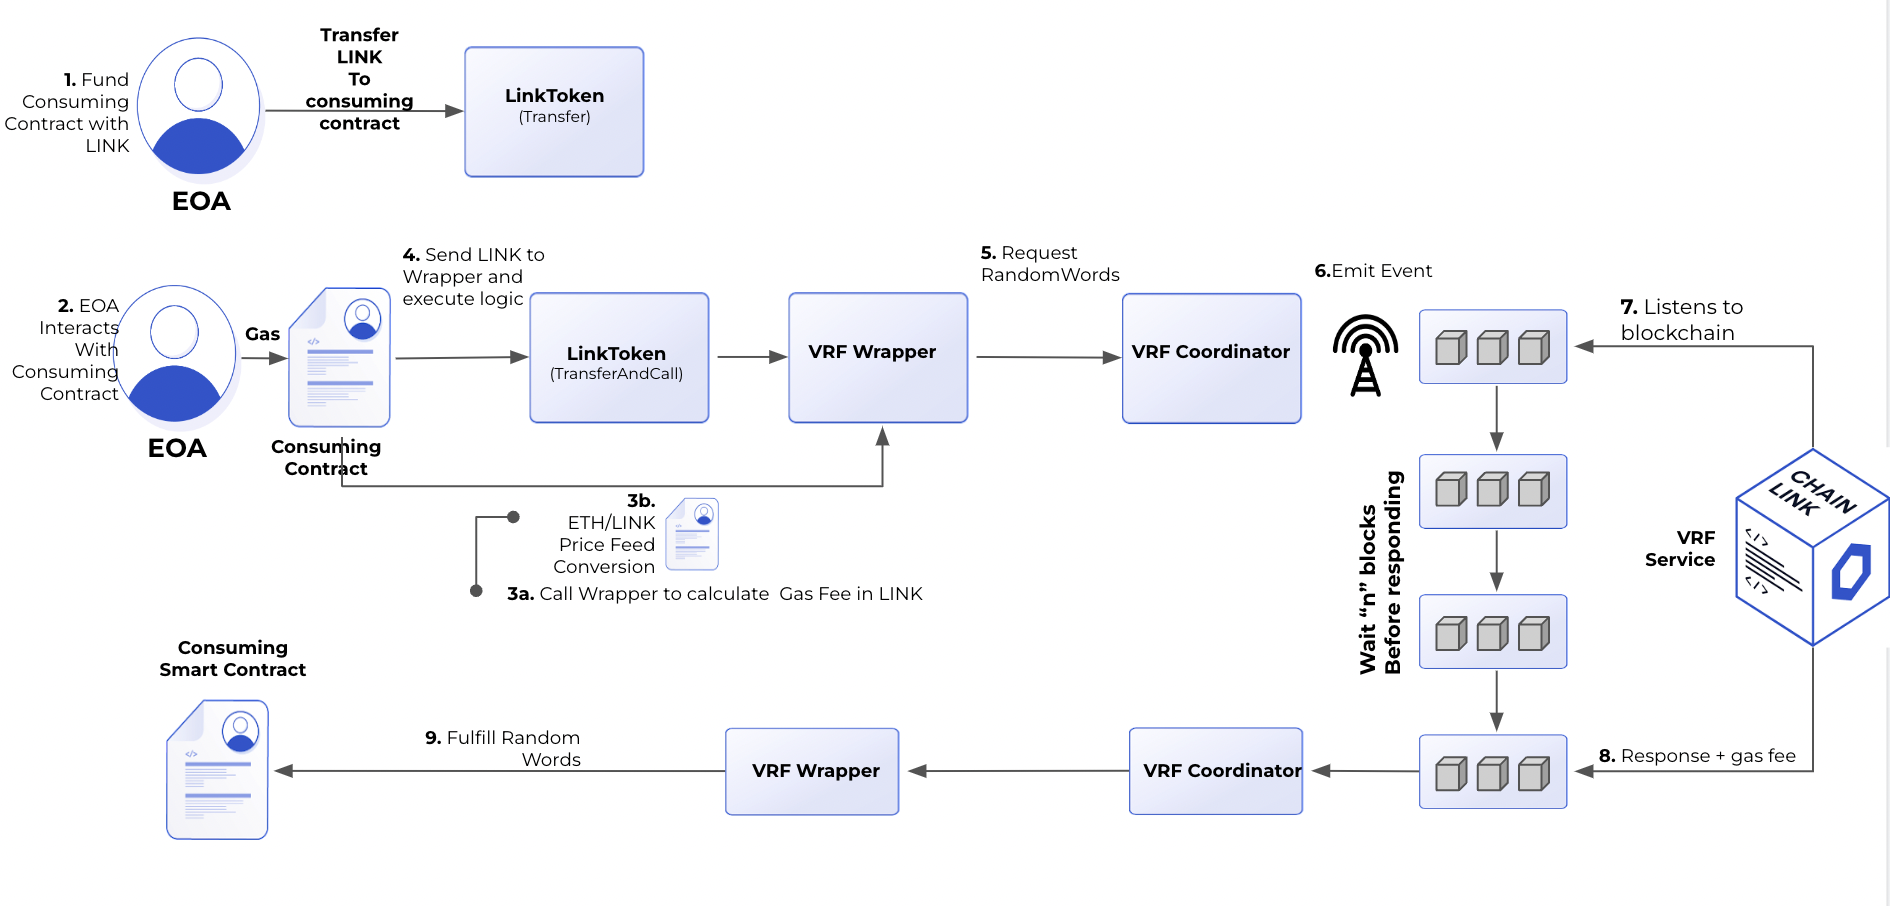 1. Fund
Consuming
Contract with
LINK
EOA
Transfer
LINK
To
consuming
contract
LinkToken
(Transfer)
2. EOA
Interacts
With
Consuming
Contract
EOA
Gas
</>
Consuming
Contract
4. Send LINK to
Wrapper and
execute logic
LinkToken
(TransferAndCall)
VRF Wrapper
5. Request
RandomWords
VRF Coordinator
6.Emit Event
7. Listens to
blockchain
3b.
ETH/LINK
Price Feed
Conversion
</>
3a. Call Wrapper to calculate  Gas Fee in LINK
Wait “n” blocks
Before responding
VRF
Service
CHAIN
LINK
</>
</>
8. Response + gas fee
VRF Coordinator
VRF Wrapper
9. Fulfill Random
Words
Consuming
Smart Contract
</>